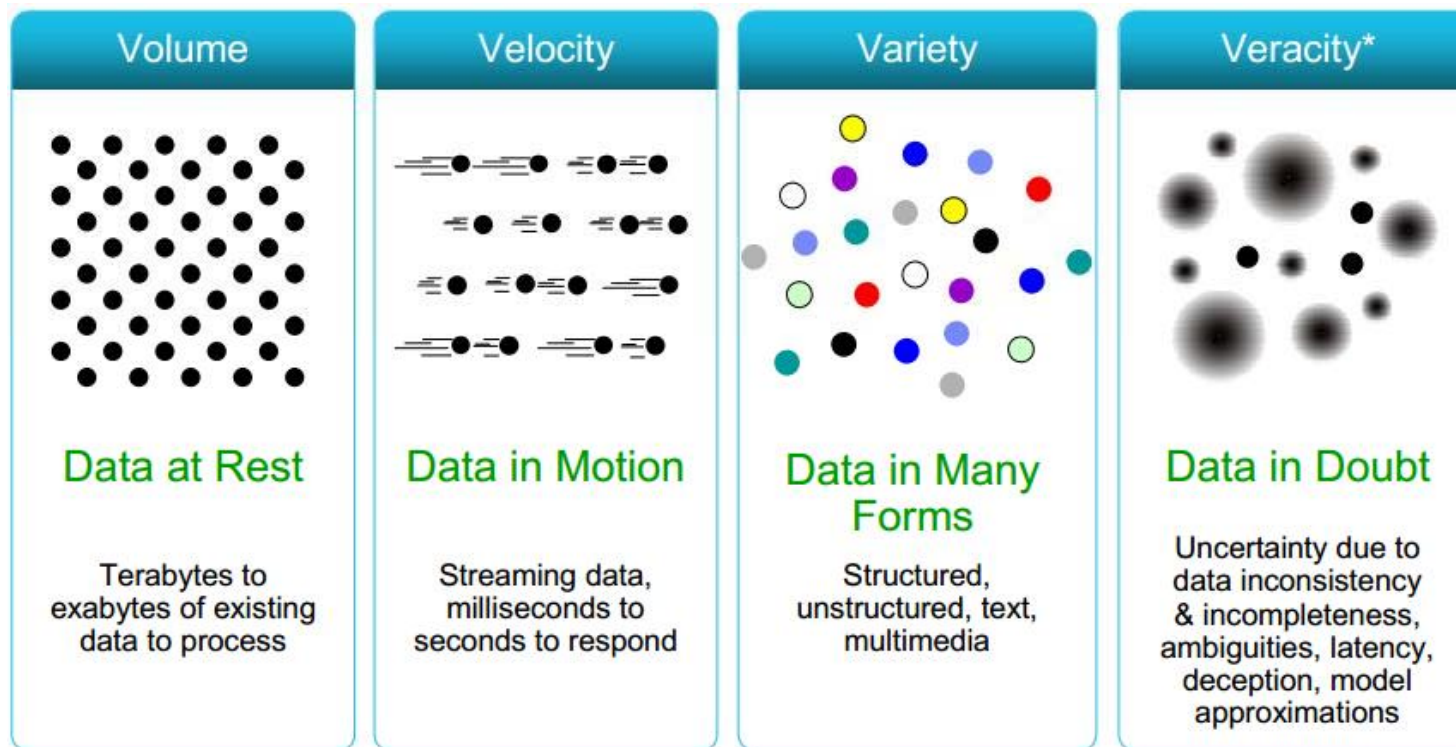 Volume
Data at Rest
Terabytes to
exabytes of existing
data to process
Velocity
Data in Motion
Streaming data,
milliseconds to
seconds to respond
Variety
Data in Many
Forms
Structured,
unstructured, text,
multimedia
Veracity*
Data in Doubt
Uncertainty due to
data inconsistency
& incompleteness,
ambiguities, latency,
deception, model
approximations